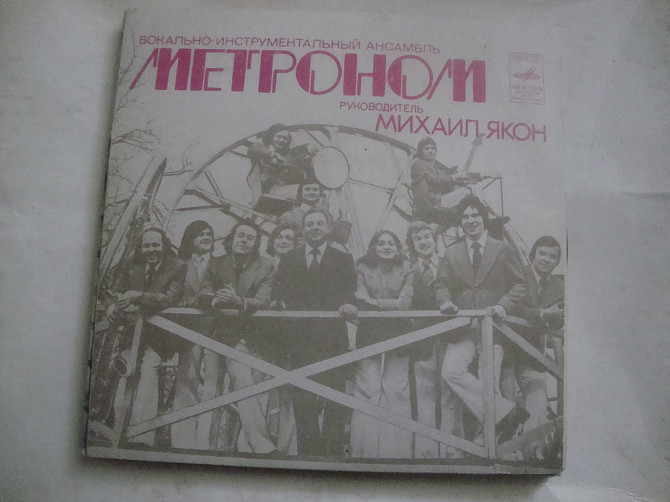 ВОКАЛЬНО-ИНСТРУМЕНТАЛЬНЫЙ АНСАМБЛЬ
МЕТРОНОМ
РУКОВОДИТЕЛЬ
МИХАИЛ ЯКОН